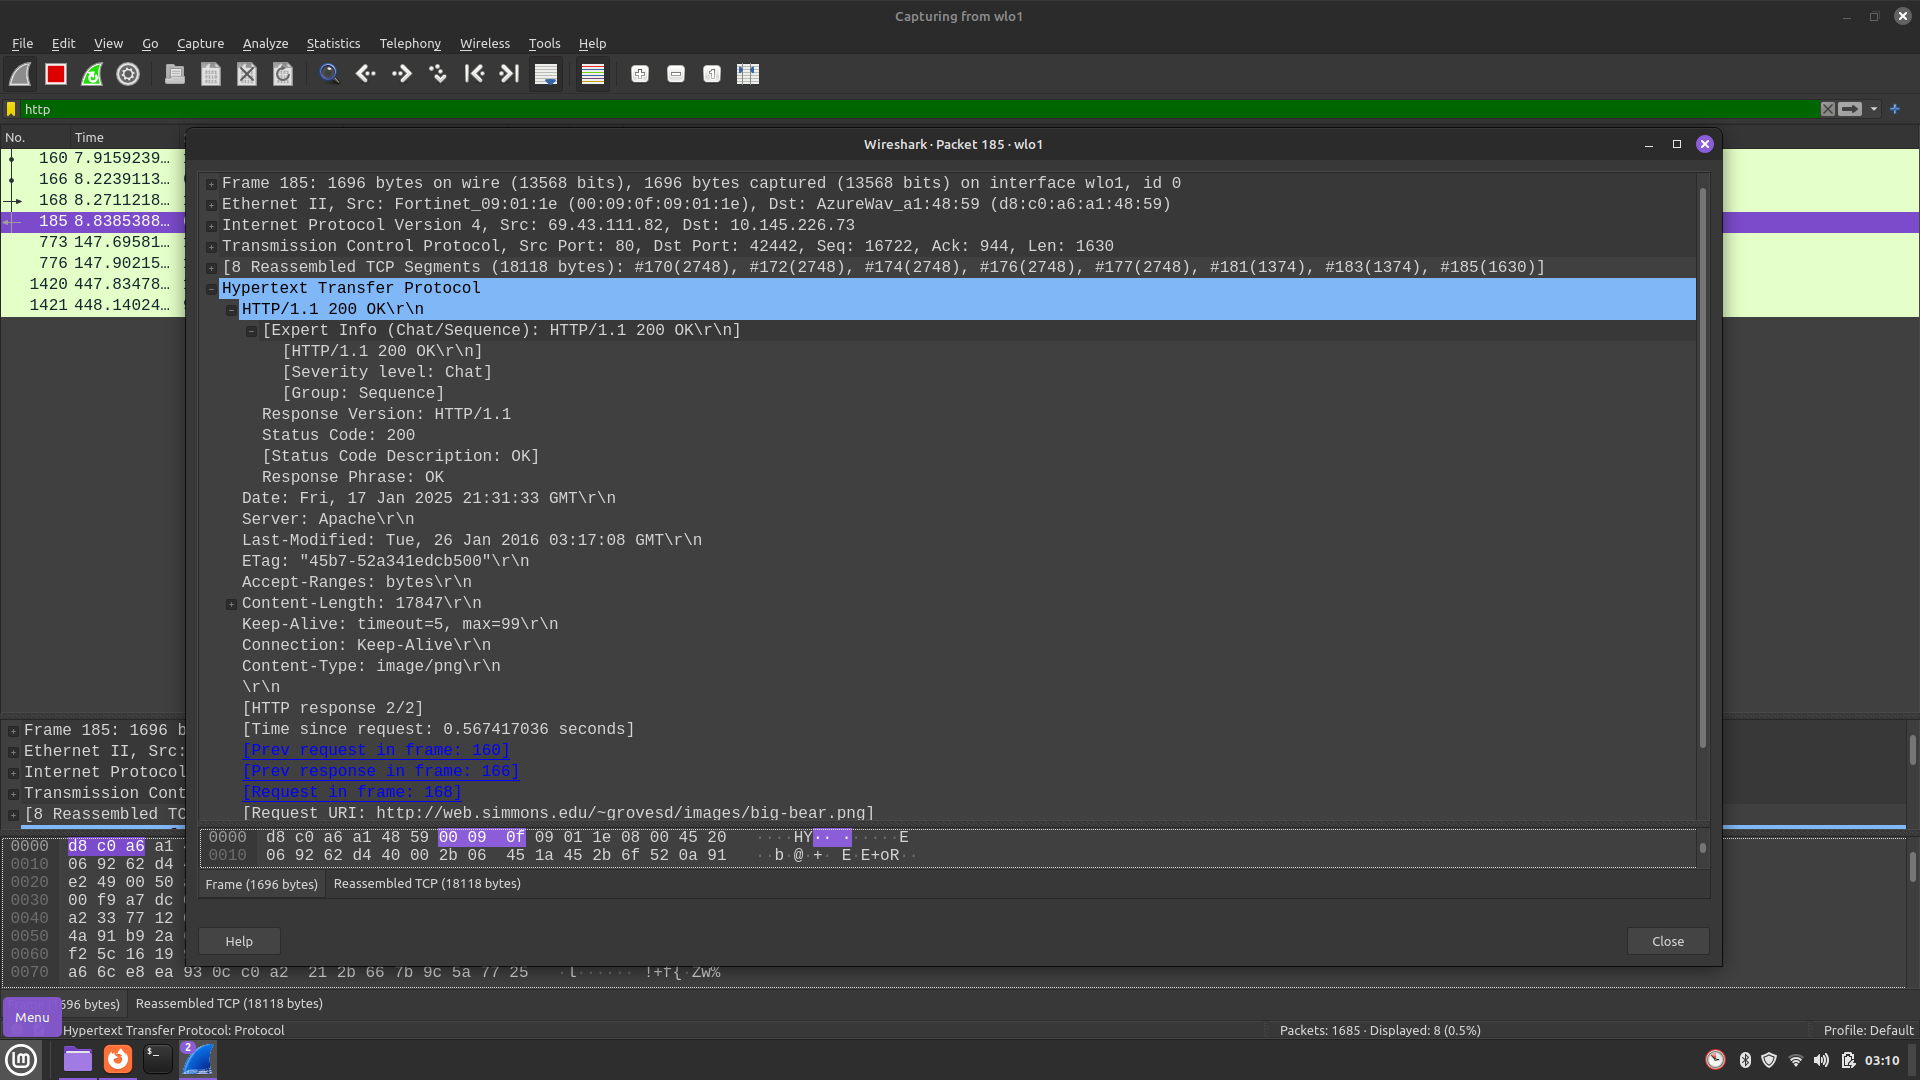 Capturing from wlo1
File Edit View Go Capture Analyze Statistics Telephony Wireless Tools Help
http
No. Time
160 7.9159239…
166 8.2239113…
168 8.2711218…
185 8.8385388…
773 147.69581…
776 147.90215…
1420 447.83478…
1421 448.14024…
Wireshark · Packet 185 · wlo1
Frame 185: 1696 bytes on wire (13568 bits), 1696 bytes captured (13568 bits) on interface wlo1, id 0
Ethernet II, Src: Fortinet_09:01:1e (00:09:0f:09:01:1e), Dst: AzureWav_a1:48:59 (d8:c0:a6:a1:48:59)
Internet Protocol Version 4, Src: 69.43.111.82, Dst: 10.145.226.73
Transmission Control Protocol, Src Port: 80, Dst Port: 42442, Seq: 16722, Ack: 944, Len: 1630
[8 Reassembled TCP Segments (18118 bytes): #170(2748), #172(2748), #174(2748), #176(2748), #177(2748), #181(1374), #183(1374), #185(1630)]
Hypertext Transfer Protocol
HTTP/1.1 200 OK\r\n
[Expert Info (Chat/Sequence): HTTP/1.1 200 OK\r\n]
[HTTP/1.1 200 OK\r\n]
[Severity level: Chat]
[Group: Sequence]
Response Version: HTTP/1.1
Status Code: 200
[Status Code Description: OK]
Response Phrase: OK
Date: Fri, 17 Jan 2025 21:31:33 GMT\r\n
Server: Apache\r\n
Last-Modified: Tue, 26 Jan 2016 03:17:08 GMT\r\n
ETag: "45b7-52a341edcb500"\r\n
Accept-Ranges: bytes\r\n
Content-Length: 17847\r\n
Keep-Alive: timeout=5, max=99\r\n
Connection: Keep-Alive\r\n
Content-Type: image/png\r\n
\r\n
[HTTP response 2/2]
[Time since request: 0.567417036 seconds]
[Prev request in frame: 160]
[Prev response in frame: 166]
[Request in frame: 168]
[Request URI: http://web.simmons.edu/~grovesd/images/big-bear.png]
0000 d8 c0 a6 a1 48 59 00 09 0f 09 01 1e 08 00 45 20 ····HY·· ·····E
0010 06 92 62 d4 40 00 2b 06 45 1a 45 2b 6f 52 0a 91 ··b·@·+· E·E+oR··
Frame (1696 bytes) Reassembled TCP (18118 bytes)
Help Close
Frame 185: 1696 b
Ethernet II, Src:
Internet Protocol
Transmission Cont
[8 Reassembled TC
0000 d8 c0 a6 a1
0010 06 92 62 d4
0020 e2 49 00 50
0030 00 f9 a7 dc
0040 a2 33 77 12
0050 4a 91 b9 2a
0060 f2 5c 16 19
0070 a6 6c e8 ea 93 0c c0 a2 21 2b 66 7b 9c 5a 77 25 ·l······ !+f{·Zw%
696 bytes) Reassembled TCP (18118 bytes)
Menu
Hypertext Transfer Protocol: Protocol
Packets: 1685 · Displayed: 8 (0.5%)
Profile: Default
2
03:10